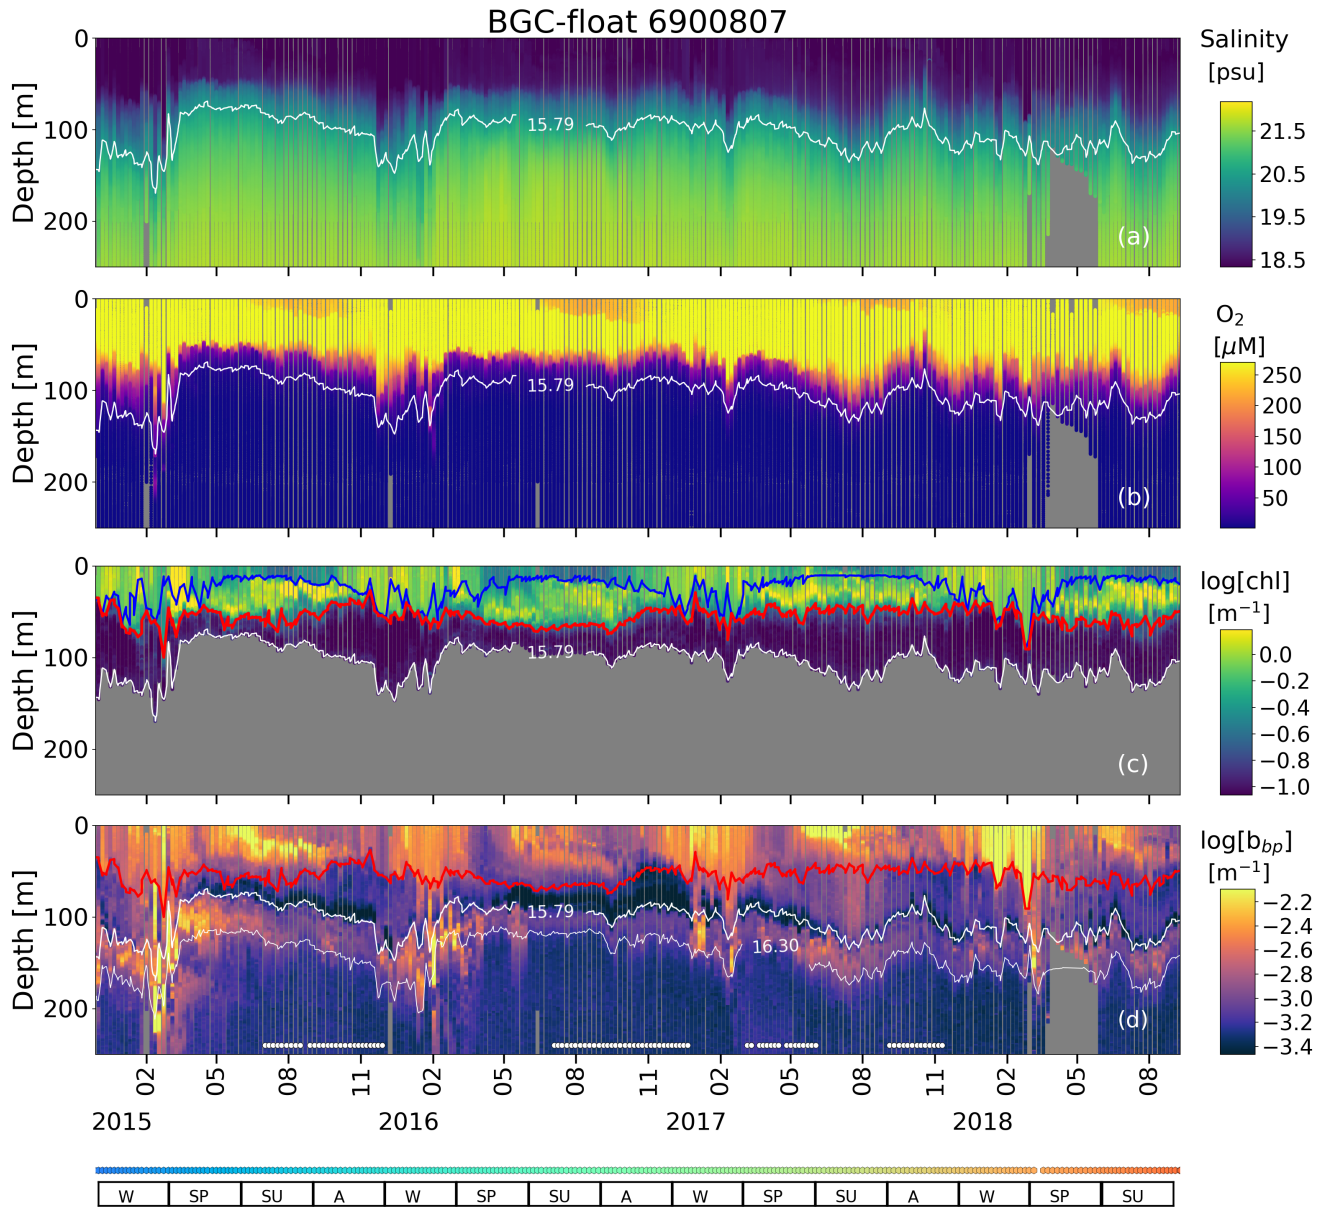 BGC-float 6900807
0
100
200
Depth [m]
15.79
(a)
Salinity
[psu]
21.5
20.5
19.5
18.5
0
100
200
Depth [m]
15.79
(b)
O2
[μM]
250
200
150
100
50
0
100
200
Depth [m]
15.79
(c)
log[chl]
[m−1]
0.0
−0.2
−0.4
−0.6
−0.8
−1.0
0
100
200
Depth [m]
15.79
16.30
(d)
log[bbp]
[m−1]
−2.2
−2.4
−2.6
−2.8
−3.0
−3.2
−3.4
02 05 08 11 02 05 08 11 02 05 08 11 02 05 08
2015 2016 2017 2018
W SP SU A W SP SU A W SP SU A W SP SU